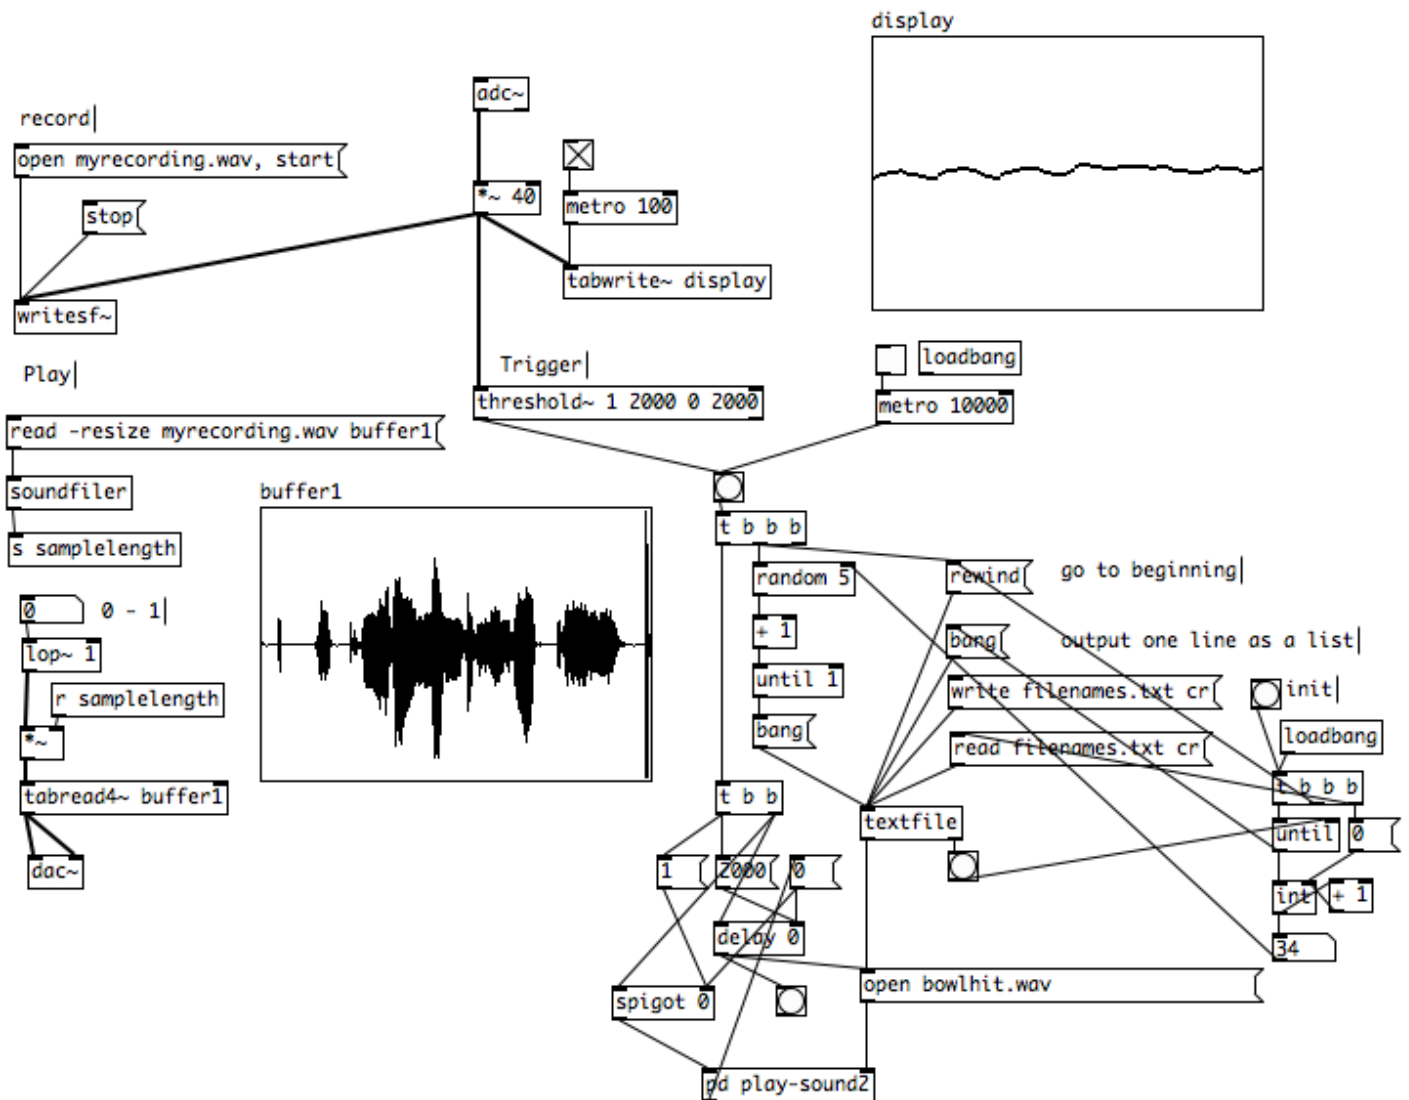 display
adc~
record
open myrecording.wav, start
*~ 40
metro 100
stop
tabwrite~ display
writesf~
Play
Trigger
loadbang
threshold~ 1 2000 0 2000
metro 10000
read -resize myrecording.wav buffer1
soundfiler
buffer1
s samplelength
t b b b
random 5
rewind
go to beginning
0
0 - 1
+ 1
bang
output one line as a list
lop~ 1
until 1
write filenames.txt cr
init
r samplelength
bang
read filenames.txt cr
loadbang
*~
t b b b
tabread4~ buffer1
t b b
textfile
until
0
dac~
1
2000
0
int
+ 1
delay 0
34
open bowlhit.wav
spigot 0
pd play-sound2